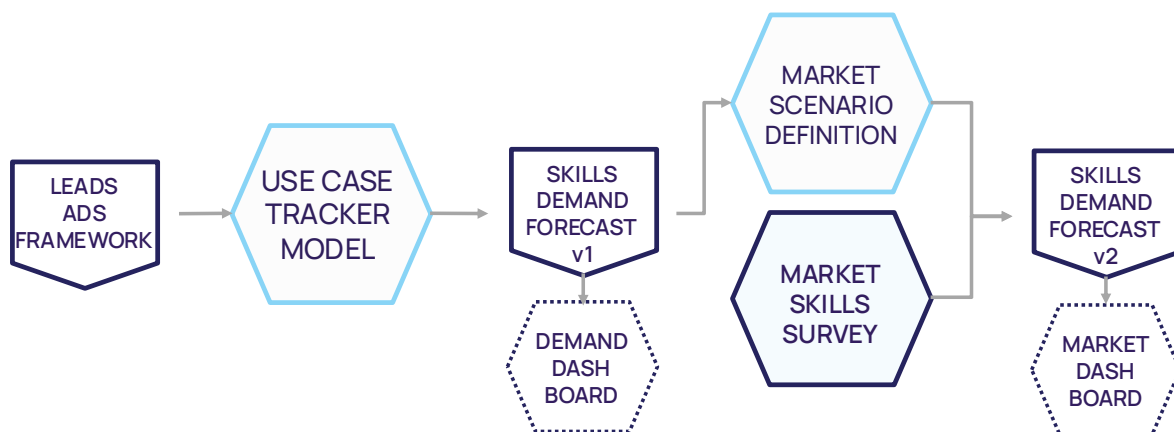 LEADS
ADS
FRAMEWORK
USE CASE
TRACKER
MODEL
SKILLS
DEMAND
FORECAST
v1
DEMAND
DASH
BOARD
MARKET
SCENARIO
DEFINITION
MARKET
SKILLS
SURVEY
SKILLS
DEMAND
FORECAST
v2
MARKET
DASH
BOARD